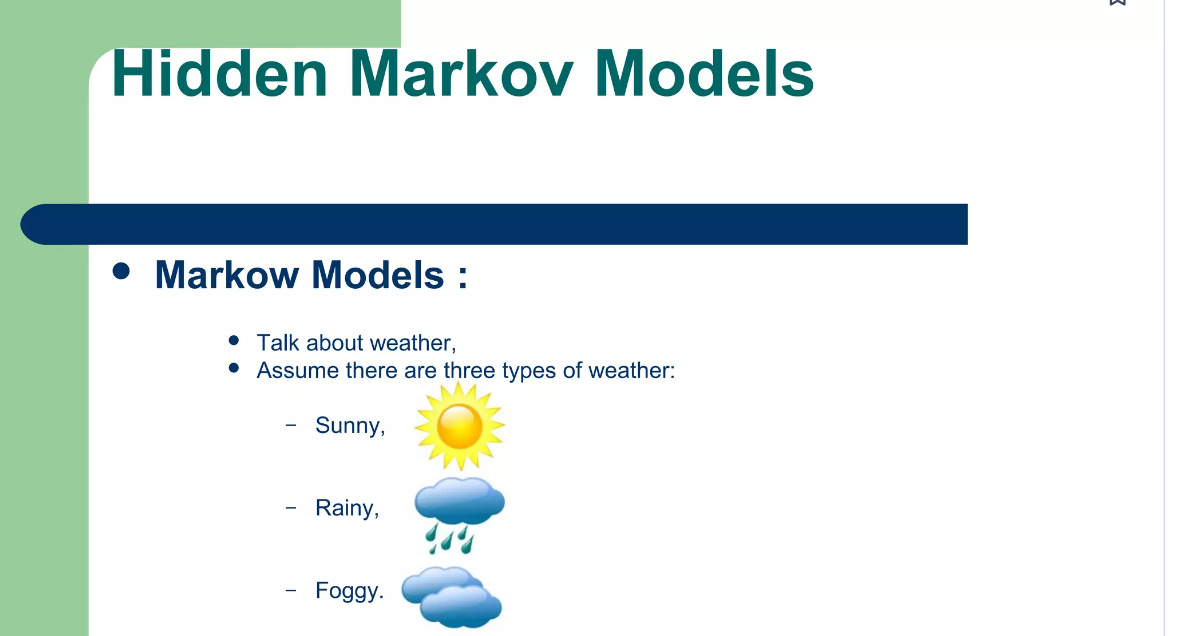 Hidden Markov Models
Markow Models :
Talk about weather,
Assume there are three types of weather:
– Sunny,
– Rainy,
– Foggy.